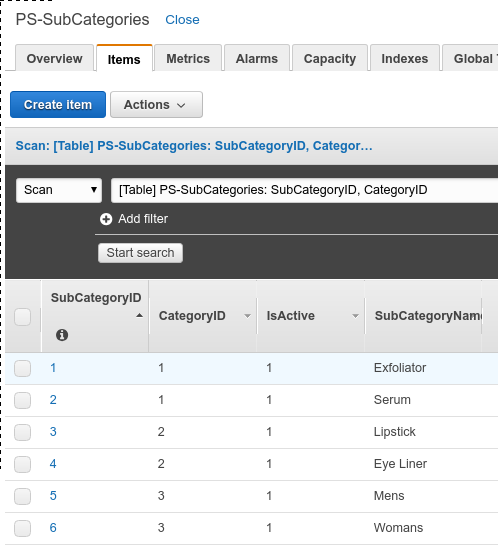 PS-SubCategories Close
Overview Items Metrics Alarms Capacity Indexes Global
Create item Actions
Scan: [Table] PS-SubCategories: SubCategoryID, Categor…
Scan [Table] PS-SubCategories: SubCategoryID, CategoryID
Add filter
Start search
SubCategoryID CategoryID IsActive SubCategoryName
1 1 1 Exfoliator
2 1 1 Serum
3 2 1 Lipstick
4 2 1 Eye Liner
5 3 1 Mens
6 3 1 Womans